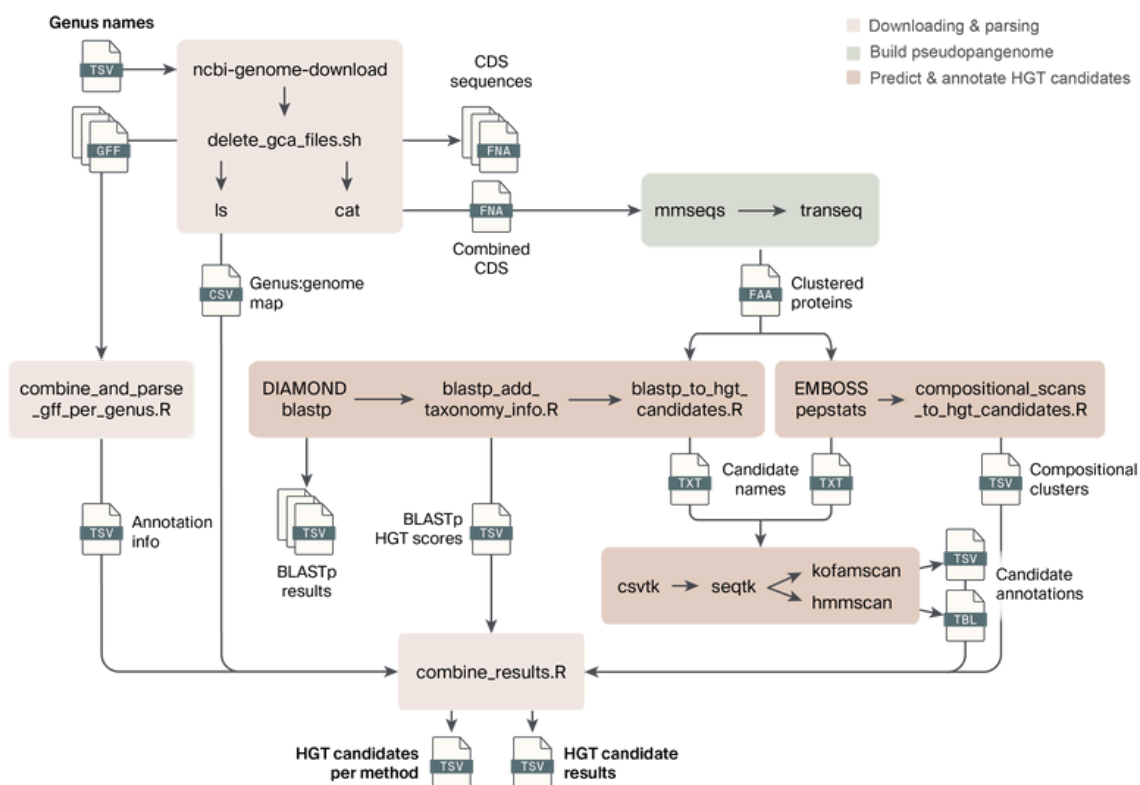 Genus names
TSV
ncbi-genome-download
CDS
sequences
Downloading & parsing
Build pseudopangenome
Predict & annotate HGT candidates
GFF
delete_gca_files.sh
FNA
ls
cat
FNA
Combined
CDS
mmseqs
transeq
CSV
Genus:genome
map
FAA
Clustered
proteins
combine_and_parse
_gff_per_genus.R
DIAMOND
blastp
blastp_add_
taxonomy_info.R
blastp_to_hgt_
candidates.R
EMBOSS
pepstats
compositional_scans
_to_hgt_candidates.R
TXT
Candidate
names
TXT
TSV
Compositional
clusters
TSV
Annotation
info
TSV
BLASTp
results
BLASTp
HGT scores
TSV
csvtk
seqtk
kofamscan
hmmscan
TSV
TBL
Candidate
annotations
combine_results.R
HGT candidates
per method
TSV
TSV
HGT candidate
results